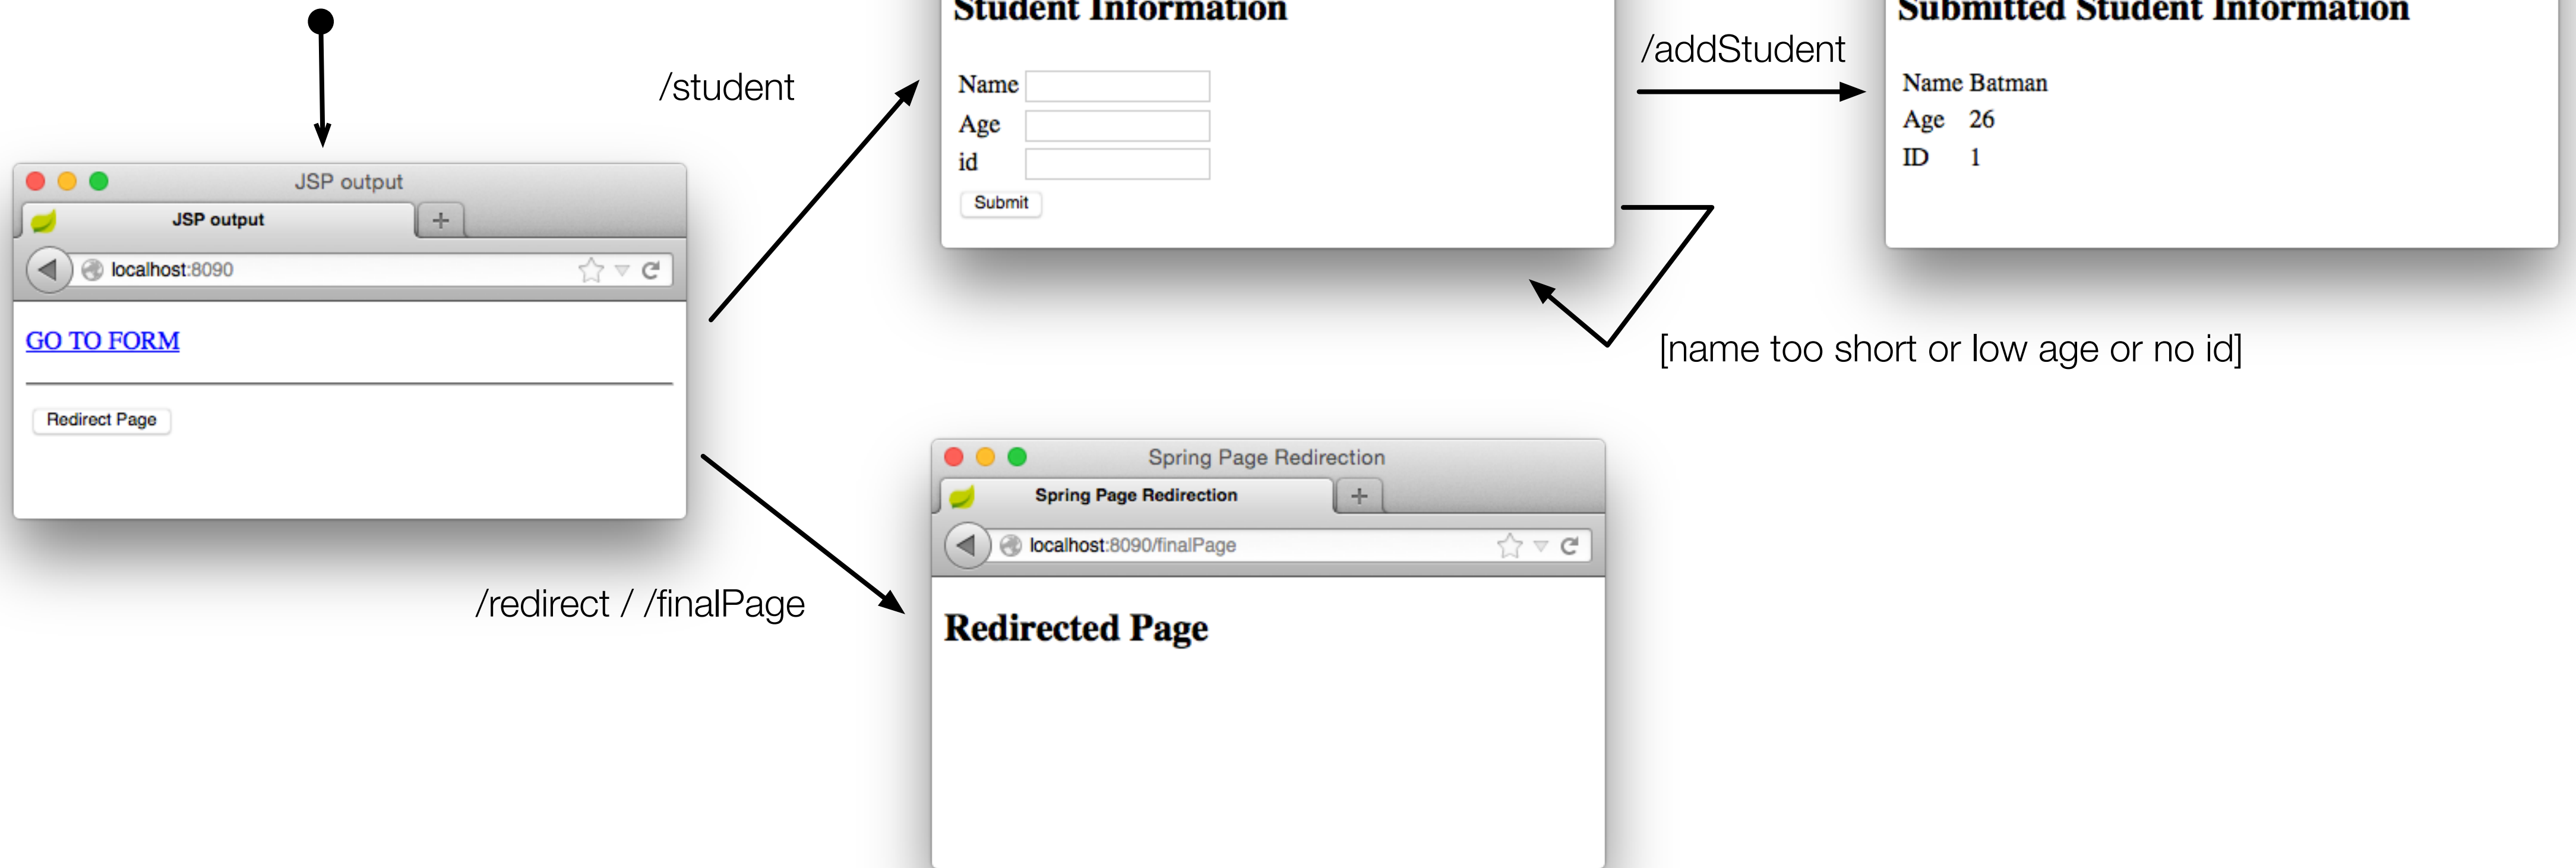 /student
JSP output
JSP output
localhost:8090
GO TO FORM
Redirect Page
Student Information
Name
Age
id
Submit
/addStudent
Submitted Student Information
Name Batman
Age 26
ID 1
[name too short or low age or no id]
/redirect / /finalPage
Spring Page Redirection
Spring Page Redirection
localhost:8090/finalPage
Redirected Page